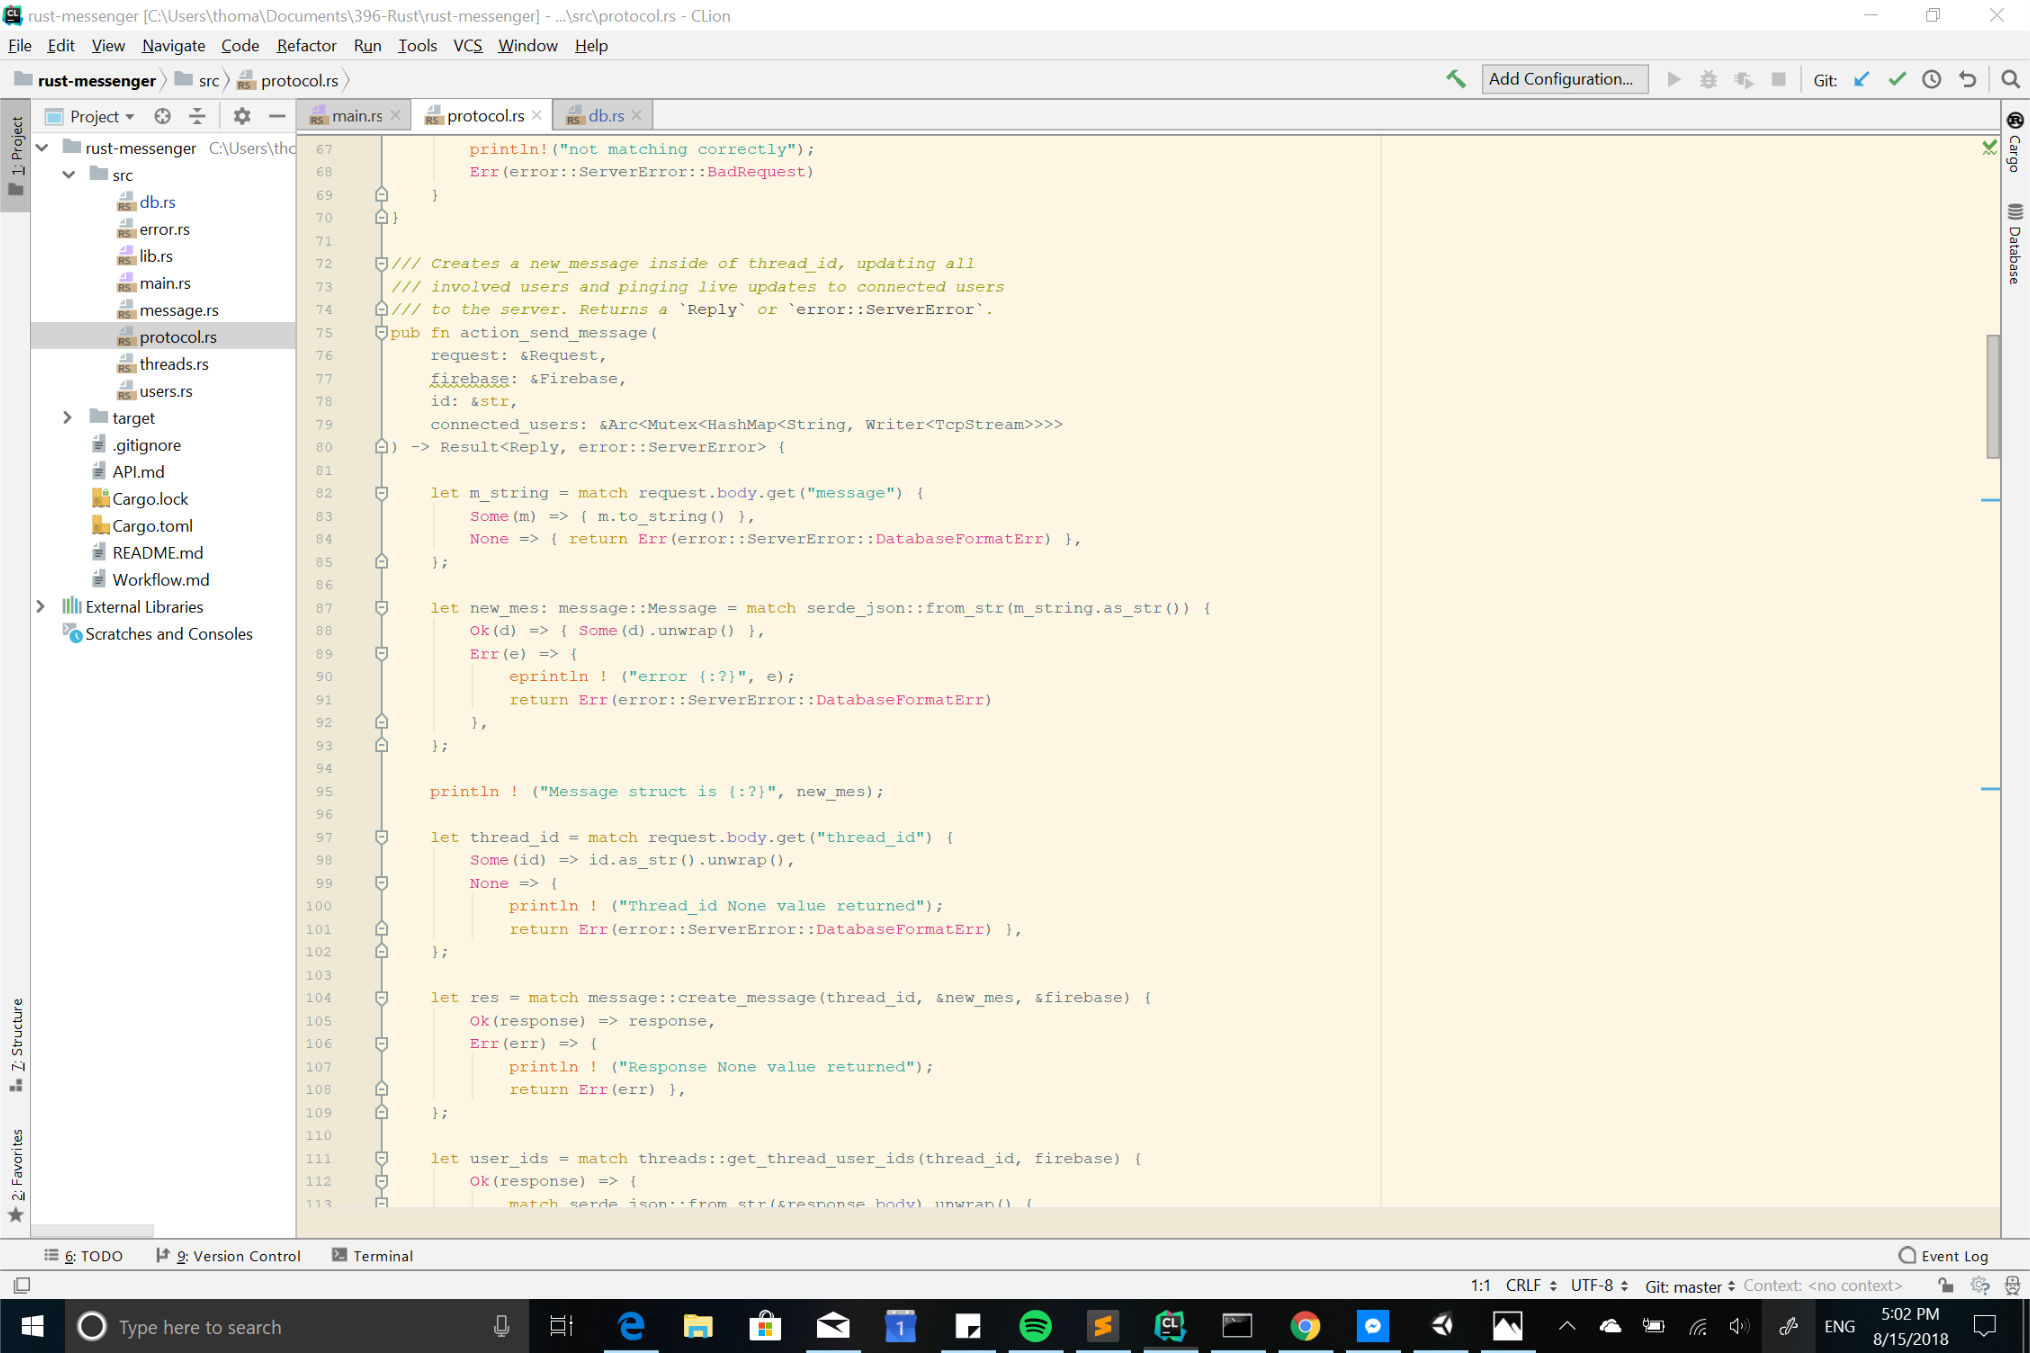 rust-messenger [C:\Users\thoma\Documents\396-Rust\rust-messenger] - ...\src\protocol.rs - CLion
File Edit View Navigate Code Refactor Run Tools VCS Window Help
rust-messenger src protocol.rs Add Configuration... Git:
1: Project
Project
main.rs protocol.rs db.rs
rust-messenger C:\Users\tho
src
db.rs
error.rs
lib.rs
main.rs
message.rs
protocol.rs
threads.rs
users.rs
target
.gitignore
API.md
Cargo.lock
Cargo.toml
README.md
Workflow.md
External Libraries
Scratches and Consoles
7: Structure
2: Favorites
67 println!("not matching correctly");
68 Err(error::ServerError::BadRequest)
69 }
70 }
71
72 /// Creates a new_message inside of thread_id, updating all
73 /// involved users and pinging live updates to connected users
74 /// to the server. Returns a `Reply` or `error::ServerError`.
75 pub fn action_send_message(
76 request: &Request,
77 firebase: &Firebase,
78 id: &str,
79 connected_users: &Arc<Mutex<HashMap<String, Writer<TcpStream>>>>
80 ) -> Result<Reply, error::ServerError> {
81
82 let m_string = match request.body.get("message") {
83 Some(m) => { m.to_string() },
84 None => { return Err(error::ServerError::DatabaseFormatErr) },
85 };
86
87 let new_mes: message::Message = match serde_json::from_str(m_string.as_str()) {
88 Ok(d) => { Some(d).unwrap() },
89 Err(e) => {
90 eprintln ! ("error {:?}", e);
91 return Err(error::ServerError::DatabaseFormatErr)
92 },
93 };
94
95 println ! ("Message struct is {:?}", new_mes);
96
97 let thread_id = match request.body.get("thread_id") {
98 Some(id) => id.as_str().unwrap(),
99 None => {
100 println ! ("Thread_id None value returned");
101 return Err(error::ServerError::DatabaseFormatErr) },
102 };
103
104 let res = match message::create_message(thread_id, &new_mes, &firebase) {
105 Ok(response) => response,
106 Err(err) => {
107 println ! ("Response None value returned");
108 return Err(err) },
109 };
110
111 let user_ids = match threads::get_thread_user_ids(thread_id, firebase) {
112 Ok(response) => {
113 match serde_json::from_str(&response.body).unwrap() {
Cargo
Database
6: TODO 9: Version Control Terminal Event Log
1:1 CRLF UTF-8 Git: master Context: <no context>
Type here to search
ENG 5:02 PM
8/15/2018